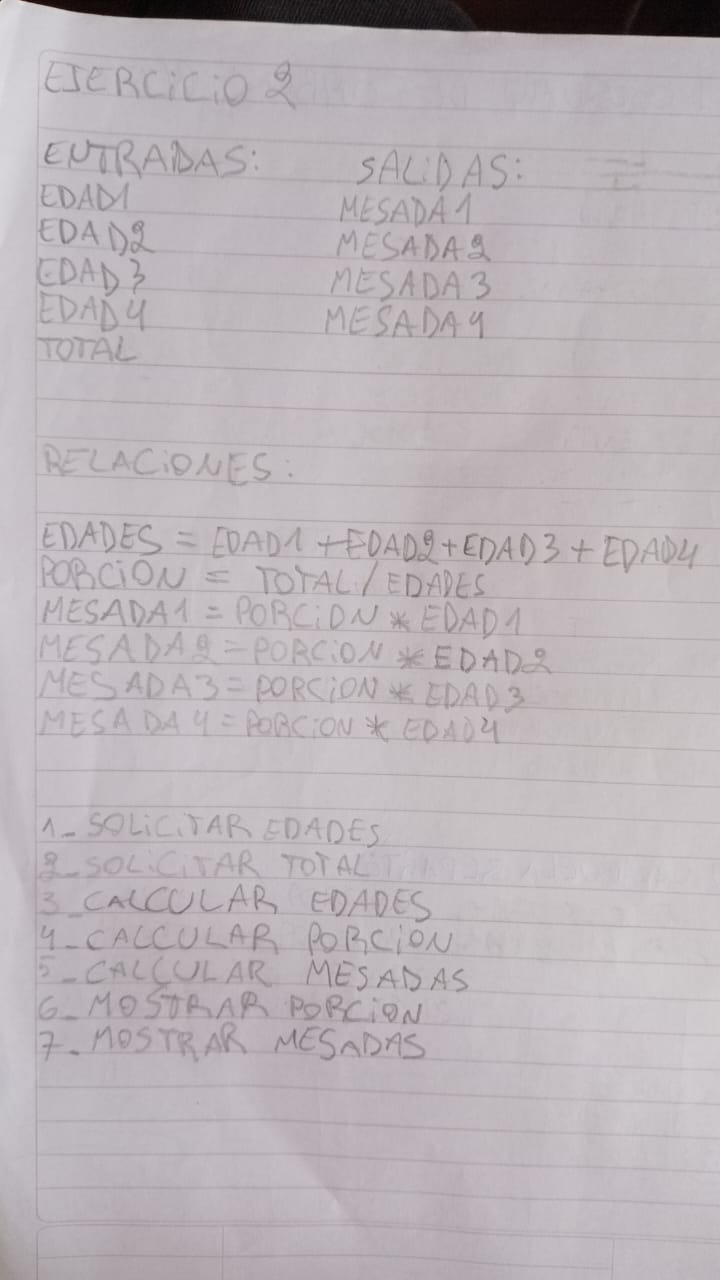 EJERCICIO 2
ENTRADAS: SALIDAS:
EDAD1 MESADA1
EDAD2 MESADA2
EDAD3 MESADA3
EDAD4 MESADA4
TOTAL
RELACIONES:
EDADES = EDAD1 + EDAD2 + EDAD3 + EDAD4
PORCION = TOTAL / EDADES
MESADA1 = PORCION * EDAD1
MESADA2 = PORCION * EDAD2
MESADA3 = PORCION * EDAD3
MESADA4 = PORCION * EDAD4
1_ SOLICITAR EDADES
2_ SOLICITAR TOTAL
3_ CALCULAR EDADES
4_ CALCULAR PORCION
5_ CALCULAR MESADAS
6_ MOSTRAR PORCION
7_ MOSTRAR MESADAS